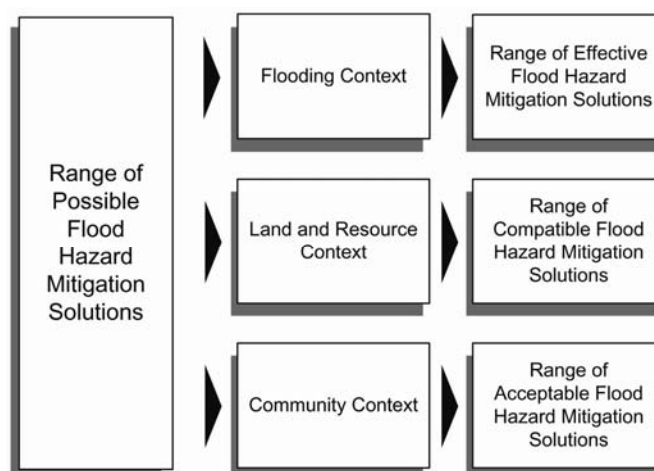 Range of
Possible
Flood
Hazard
Mitigation
Solutions
Flooding Context
Range of Effective
Flood Hazard
Mitigation Solutions
Land and Resource
Context
Range of
Compatible Flood
Hazard Mitigation
Solutions
Community Context
Range of
Acceptable Flood
Hazard Mitigation
Solutions